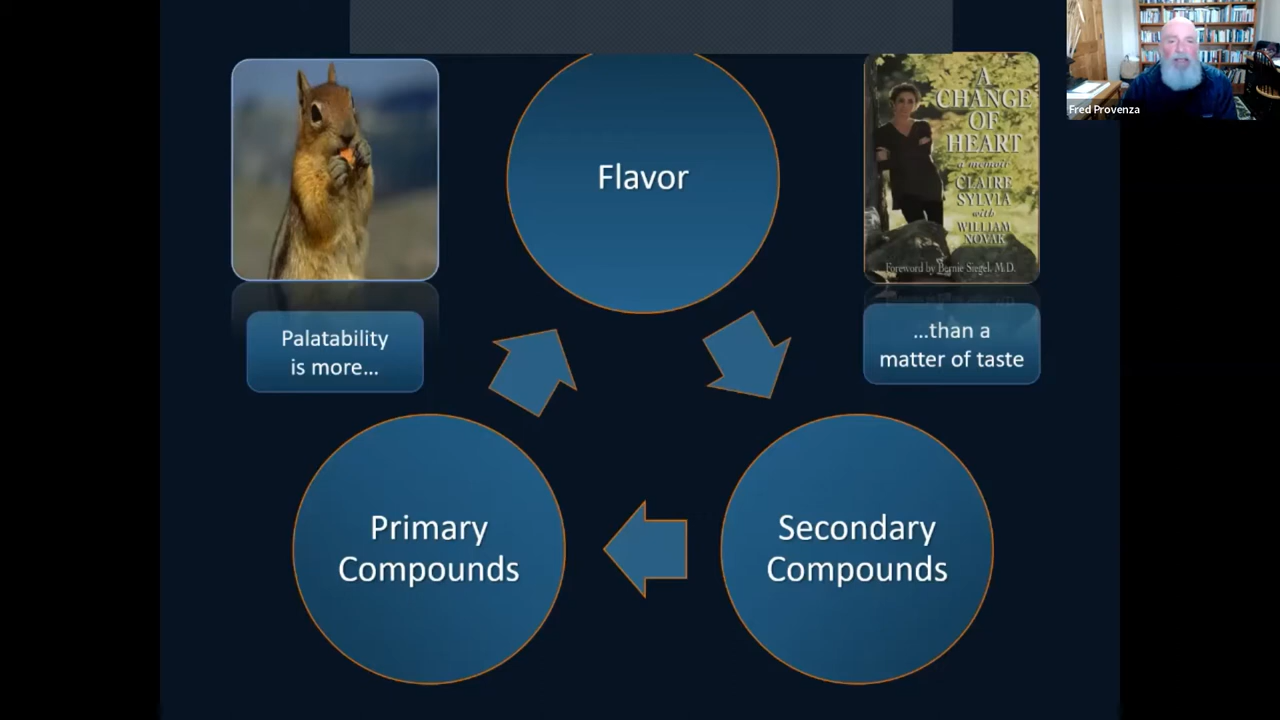 Flavor
A
CHANGE
OF
HEART
a memoir
CLAIRE
SYLVIA
with
WILLIAM
NOVAK
Foreword by Bernie Siegel, M.D.
Fred Provenza
Palatability
is more...
...than a
matter of taste
Primary
Compounds
Secondary
Compounds